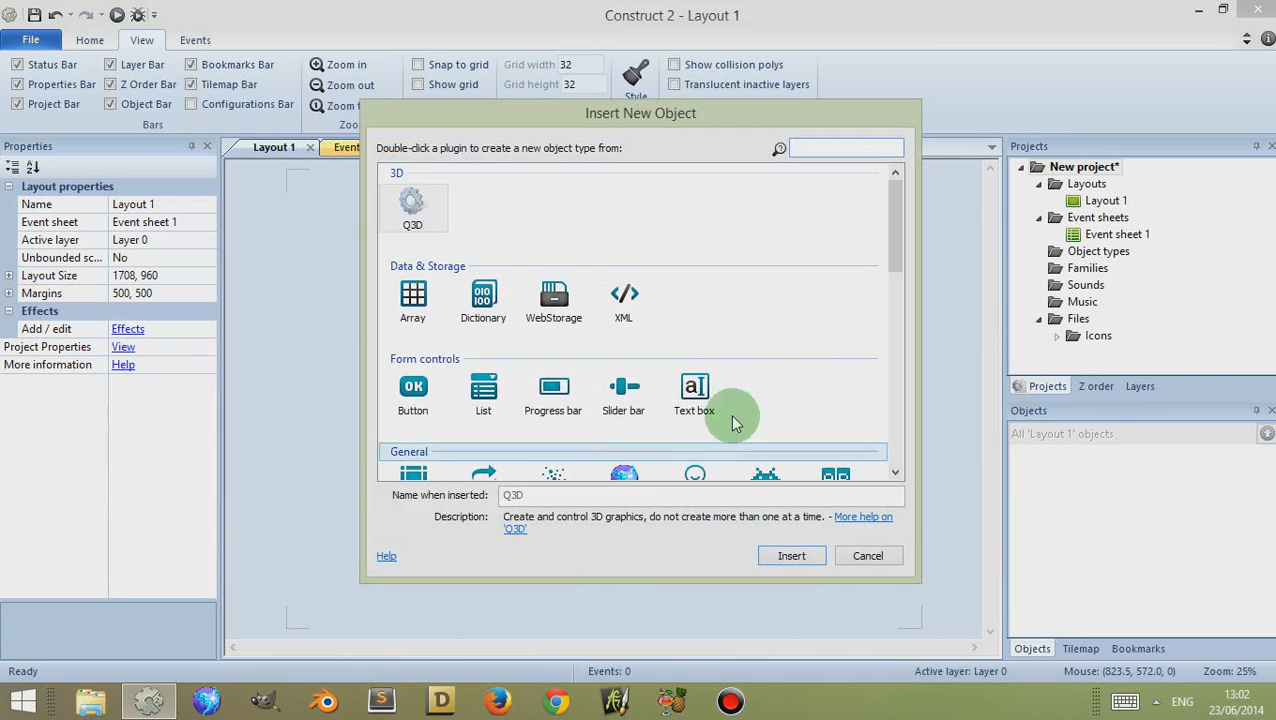 Construct 2 - Layout 1
File
Home
View
Events
Status Bar
Layer Bar
Bookmarks Bar
Properties Bar
Z Order Bar
Tilemap Bar
Project Bar
Object Bar
Configurations Bar
Bars
Zoom in
Zoom out
Snap to grid
Show grid
Grid width 32
Grid height 32
Style
Show collision polys
Translucent inactive layers
Properties
Layout properties
Name Layout 1
Event sheet Event sheet 1
Active layer Layer 0
Unbounded sc... No
Layout Size 1708, 960
Margins 500, 500
Effects
Add / edit Effects
Project Properties View
More information Help
Layout 1
Insert New Object
Double-click a plugin to create a new object type from:
3D
Q3D
Data & Storage
Array
Dictionary
WebStorage
XML
Form controls
OK
Button
List
Progress bar
Slider bar
Text box
General
Name when inserted: Q3D
Description: Create and control 3D graphics, do not create more than one at a time. - More help on
'Q3D'
Help
Insert
Cancel
Projects
New project*
Layouts
Layout 1
Event sheets
Event sheet 1
Object types
Families
Sounds
Music
Files
Icons
Projects
Z order
Layers
Objects
All 'Layout 1' objects
Objects
Tilemap
Bookmarks
Ready
Events: 0
Active layer: Layer 0
Mouse: (823.5, 572.0, 0)
Zoom: 25%
ENG
13:02
23/06/2014